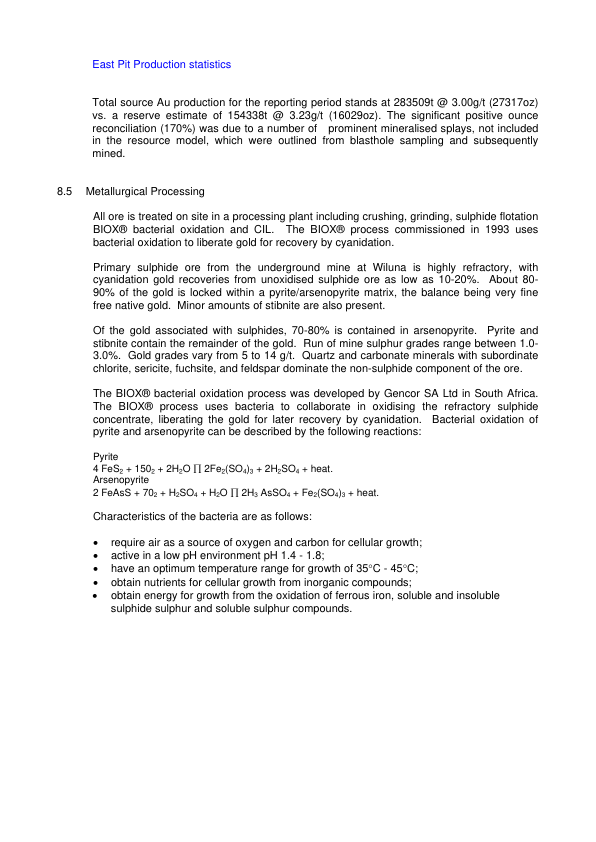 East Pit Production statistics
Total source Au production for the reporting period stands at 283509t @ 3.00g/t (27317oz)
vs. a reserve estimate of 154338t @ 3.23g/t (16029oz). The significant positive ounce
reconciliation (170%) was due to a number of prominent mineralised splays, not included
in the resource model, which were outlined from blasthole sampling and subsequently
mined.
8.5 Metallurgical Processing
All ore is treated on site in a processing plant including crushing, grinding, sulphide flotation
BIOX® bacterial oxidation and CIL. The BIOX® process commissioned in 1993 uses
bacterial oxidation to liberate gold for recovery by cyanidation.
Primary sulphide ore from the underground mine at Wiluna is highly refractory, with
cyanidation gold recoveries from unoxidised sulphide ore as low as 10-20%. About 80-
90% of the gold is locked within a pyrite/arsenopyrite matrix, the balance being very fine
free native gold. Minor amounts of stibnite are also present.
Of the gold associated with sulphides, 70-80% is contained in arsenopyrite. Pyrite and
stibnite contain the remainder of the gold. Run of mine sulphur grades range between 1.0-
3.0%. Gold grades vary from 5 to 14 g/t. Quartz and carbonate minerals with subordinate
chlorite, sericite, fuchsite, and feldspar dominate the non-sulphide component of the ore.
The BIOX® bacterial oxidation process was developed by Gencor SA Ltd in South Africa.
The BIOX® process uses bacteria to collaborate in oxidising the refractory sulphide
concentrate, liberating the gold for later recovery by cyanidation. Bacterial oxidation of
pyrite and arsenopyrite can be described by the following reactions:
Pyrite
4 FeS₂ + 150₂ + 2H₂O ∏ 2Fe₂(SO₄)₃ + 2H₂SO₄ + heat.
Arsenopyrite
2 FeAsS + 70₂ + H₂SO₄ + H₂O ∏ 2H₃ AsSO₄ + Fe₂(SO₄)₃ + heat.
Characteristics of the bacteria are as follows:
• require air as a source of oxygen and carbon for cellular growth;
• active in a low pH environment pH 1.4 - 1.8;
• have an optimum temperature range for growth of 35°C - 45°C;
• obtain nutrients for cellular growth from inorganic compounds;
• obtain energy for growth from the oxidation of ferrous iron, soluble and insoluble
sulphide sulphur and soluble sulphur compounds.